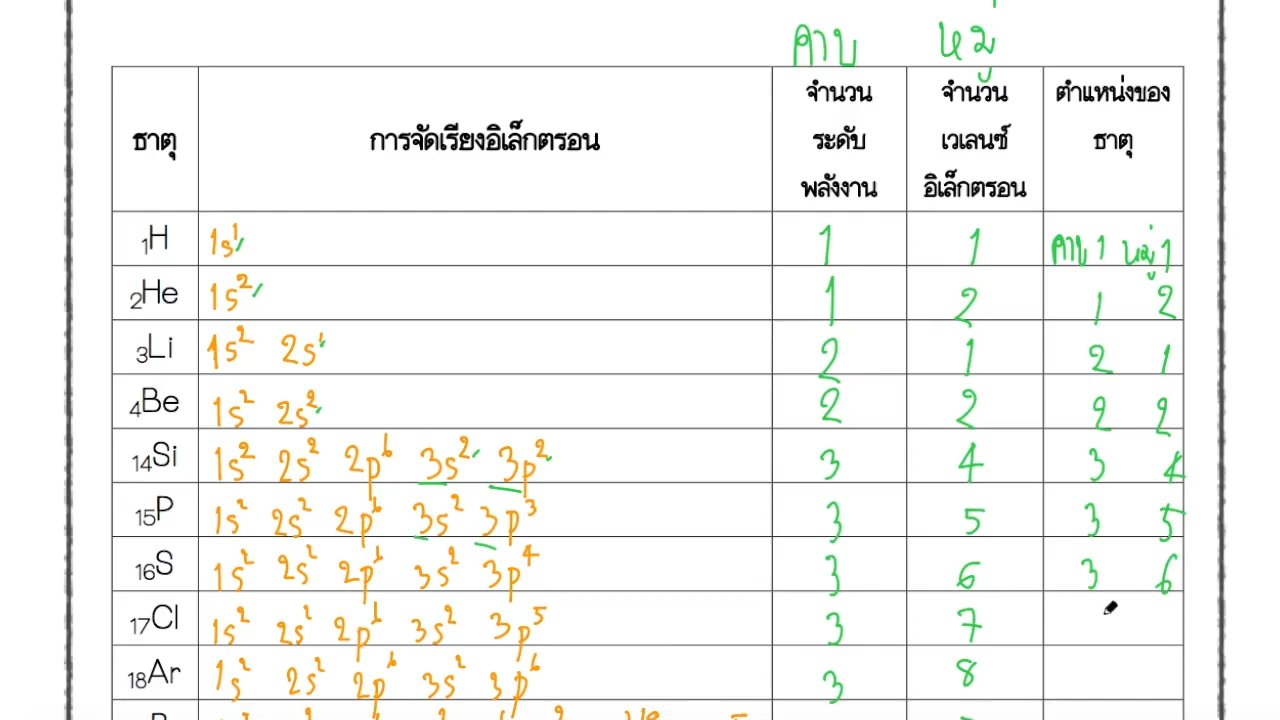 คาบ หมู่
ธาตุ การจัดเรียงอิเล็กตรอน จำนวนระดับพลังงาน จำนวนเวเลนซ์อิเล็กตรอน ตำแหน่งของธาตุ
₁H 1s¹ 1 1 คาบ 1 หมู่ 1
₂He 1s² 1 2 1 2
₃Li 1s² 2s¹ 2 1 2 1
₄Be 1s² 2s² 2 2 2 2
₁₄Si 1s² 2s² 2p⁶ 3s² 3p² 3 4 3 4
₁₅P 1s² 2s² 2p⁶ 3s² 3p³ 3 5 3 5
₁₆S 1s² 2s² 2p⁶ 3s² 3p⁴ 3 6 3 6
₁₇Cl 1s² 2s² 2p⁶ 3s² 3p⁵ 3 7
₁₈Ar 1s² 2s² 2p⁶ 3s² 3p⁶ 3 8